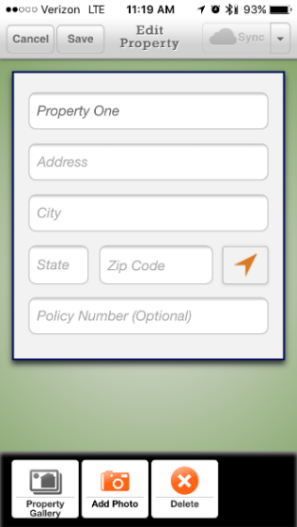 Verizon LTE 11:19 AM 93%
Cancel Save Edit Sync
Property
Property One
Address
City
State Zip Code
Policy Number (Optional)
Property Add Photo Delete
Gallery